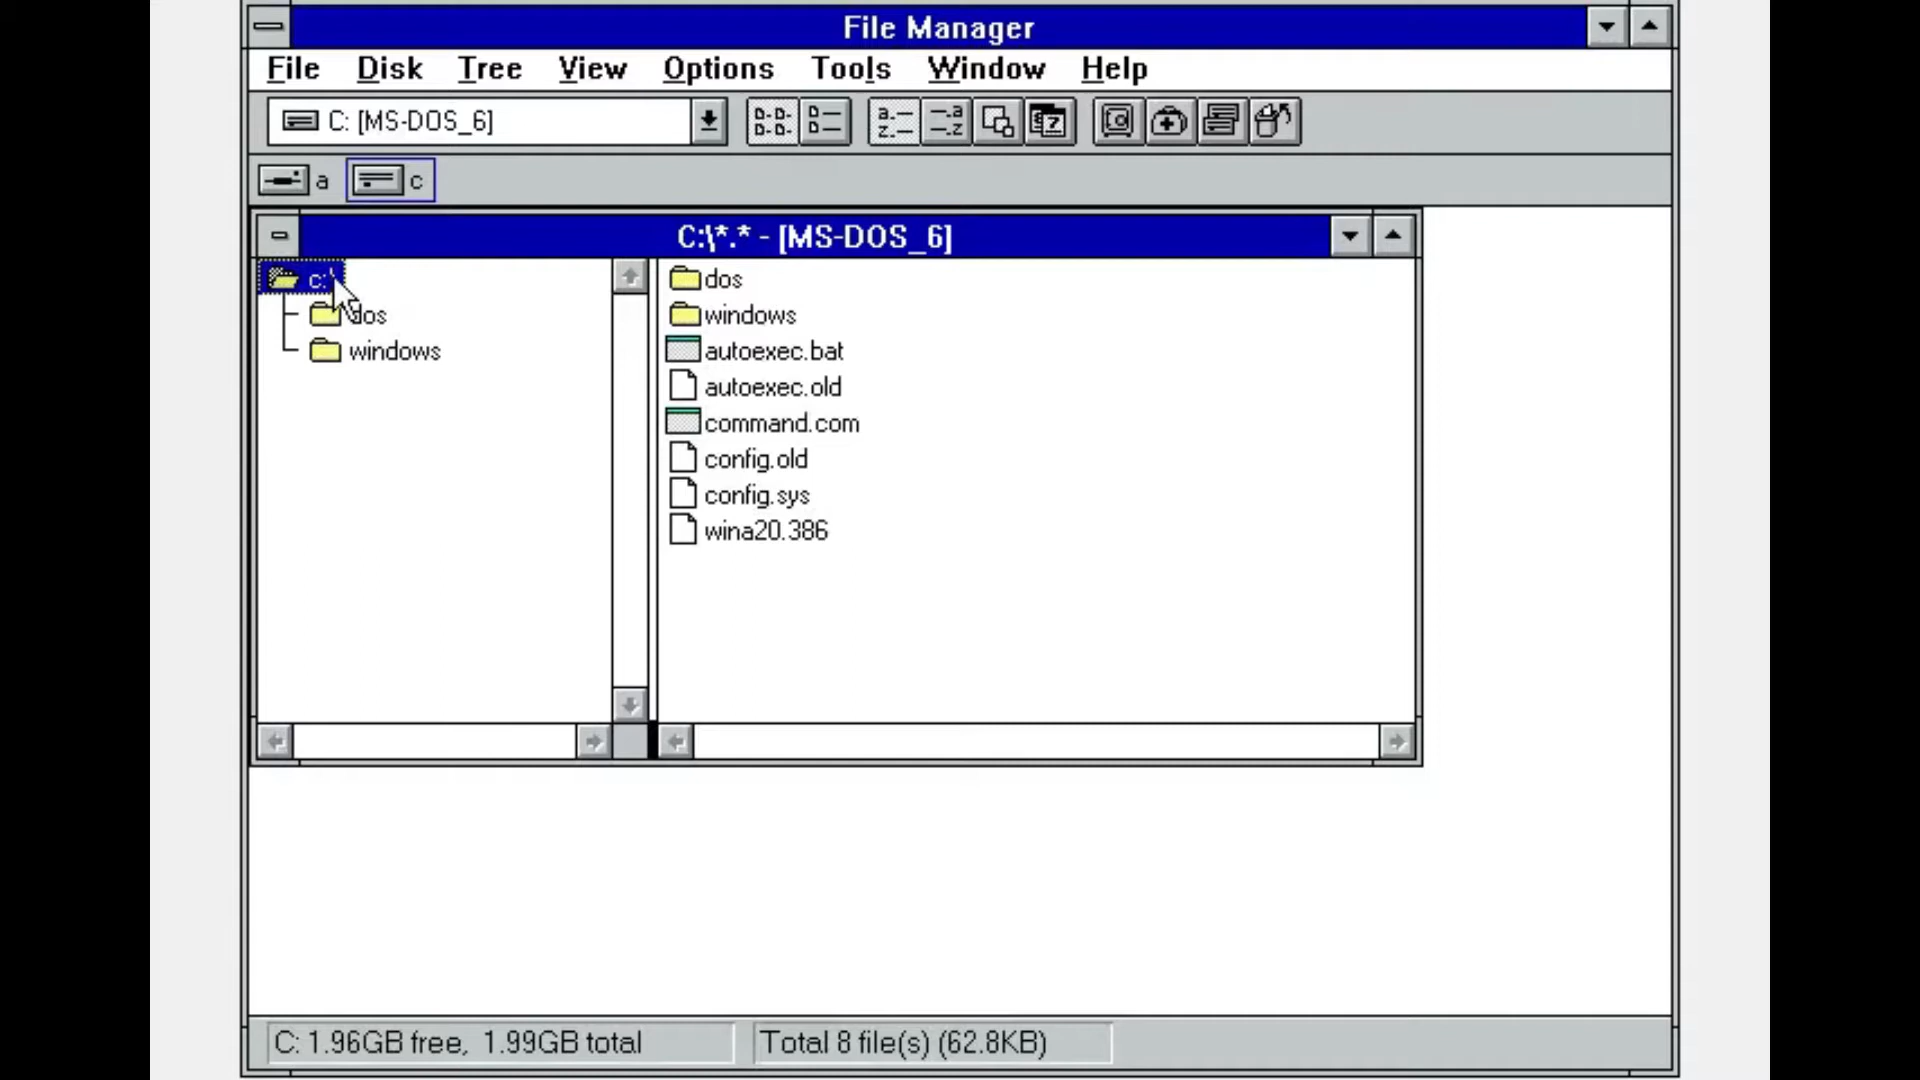 File Manager
File Disk Tree View Options Tools Window Help
C: [MS-DOS_6]
a c
C:\*.* - [MS-DOS_6]
c:\
dos
windows
dos
windows
autoexec.bat
autoexec.old
command.com
config.old
config.sys
wina20.386
C: 1.96GB free, 1.99GB total
Total 8 file(s) (62.8KB)